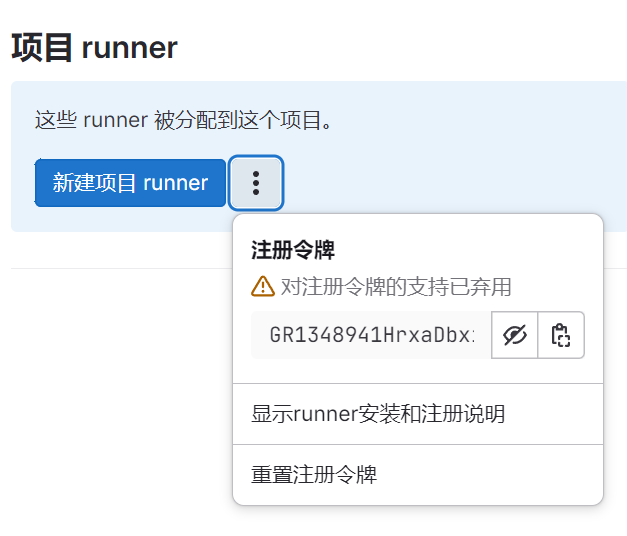 项目 runner
这些 runner 被分配到这个项目。
新建项目 runner
注册令牌
对注册令牌的支持已弃用
GR1348941HrxaDbx
显示runner安装和注册说明
重置注册令牌